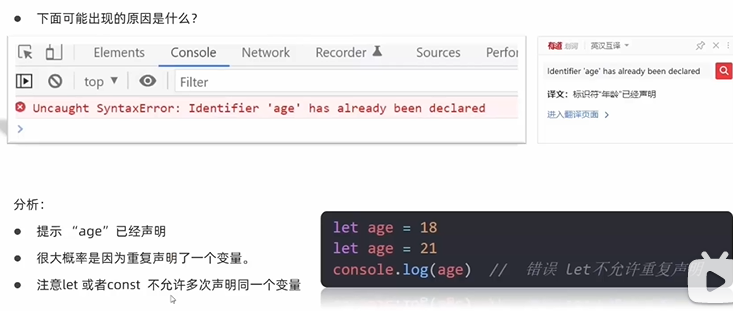 下面可能出现的原因是什么？
Elements Console Network Recorder Sources Perfor
top Filter
Uncaught SyntaxError: Identifier 'age' has already been declared
有道 划词 英汉互译
Identifier 'age' has already been declared
译文：标识符“年龄”已经声明
进入翻译页面
分析：
提示 “age”已经声明
很大概率是因为重复声明了一个变量。
注意let 或者const 不允许多次声明同一个变量
let age = 18
let age = 21
console.log(age) // 错误 Let不允许重复声